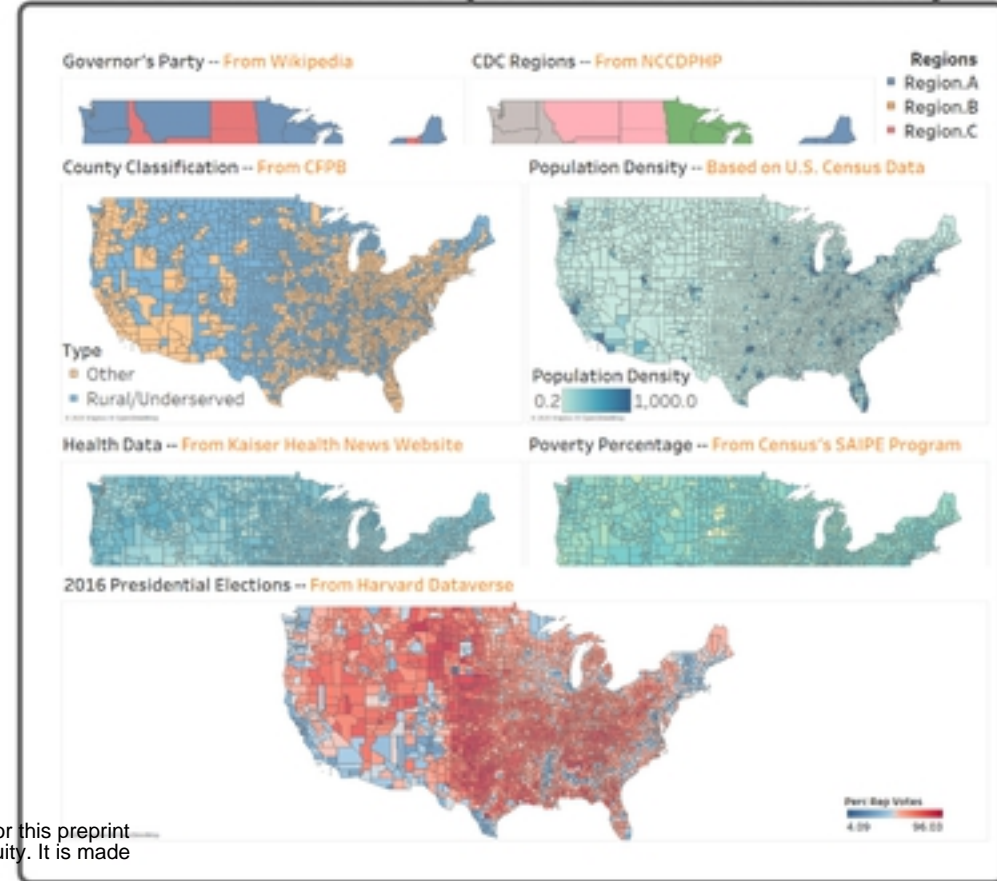 Governor's Party -- From Wikipedia
CDC Regions -- From NCCDPHP
Regions
Region.A
Region.B
Region.C
County Classification -- From CFPB
Population Density -- Based on U.S. Census Data
Type
Other
Rural/Underserved
Population Density
0.2 1,000.0
Health Data -- From Kaiser Health News Website
Poverty Percentage -- From Census's SAIPE Program
2016 Presidential Elections -- From Harvard Dataverse
Perc Rep Votes
4.09 96.03
or this preprint
uity. It is made